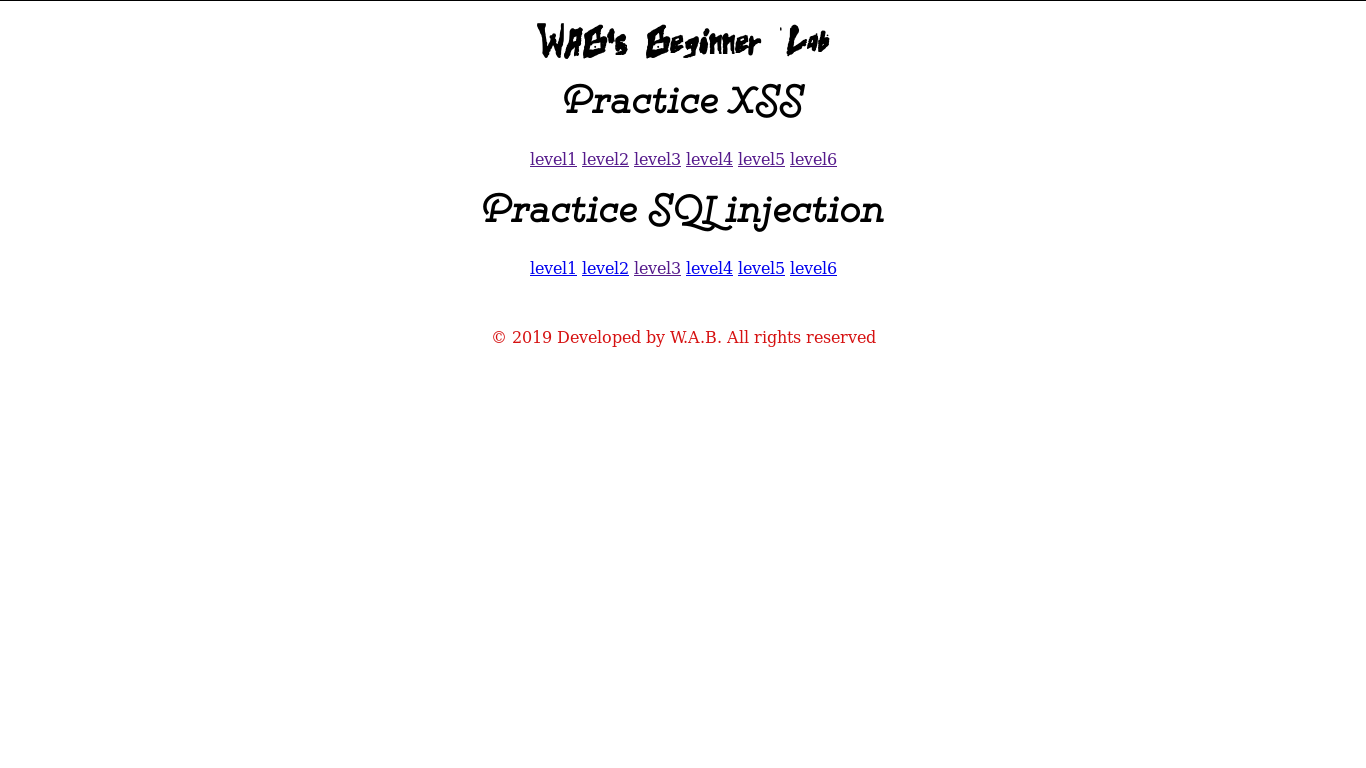 WAB's Beginner Lab
Practice XSS
level1 level2 level3 level4 level5 level6
Practice SQL injection
level1 level2 level3 level4 level5 level6
© 2019 Developed by W.A.B. All rights reserved